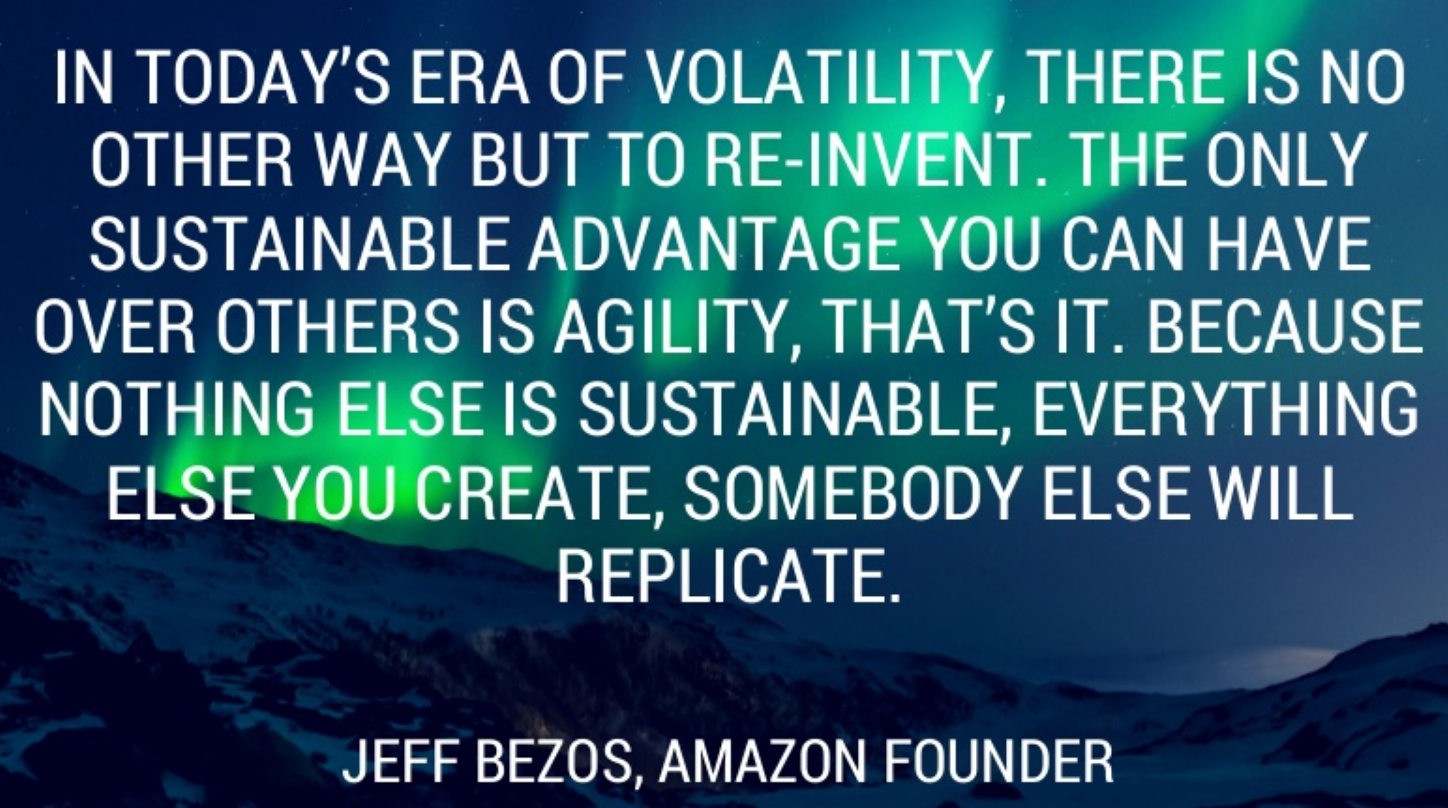 IN TODAY’S ERA OF VOLATILITY, THERE IS NO
OTHER WAY BUT TO RE-INVENT. THE ONLY
SUSTAINABLE ADVANTAGE YOU CAN HAVE
OVER OTHERS IS AGILITY, THAT’S IT. BECAUSE
NOTHING ELSE IS SUSTAINABLE, EVERYTHING
ELSE YOU CREATE, SOMEBODY ELSE WILL
REPLICATE.
JEFF BEZOS, AMAZON FOUNDER